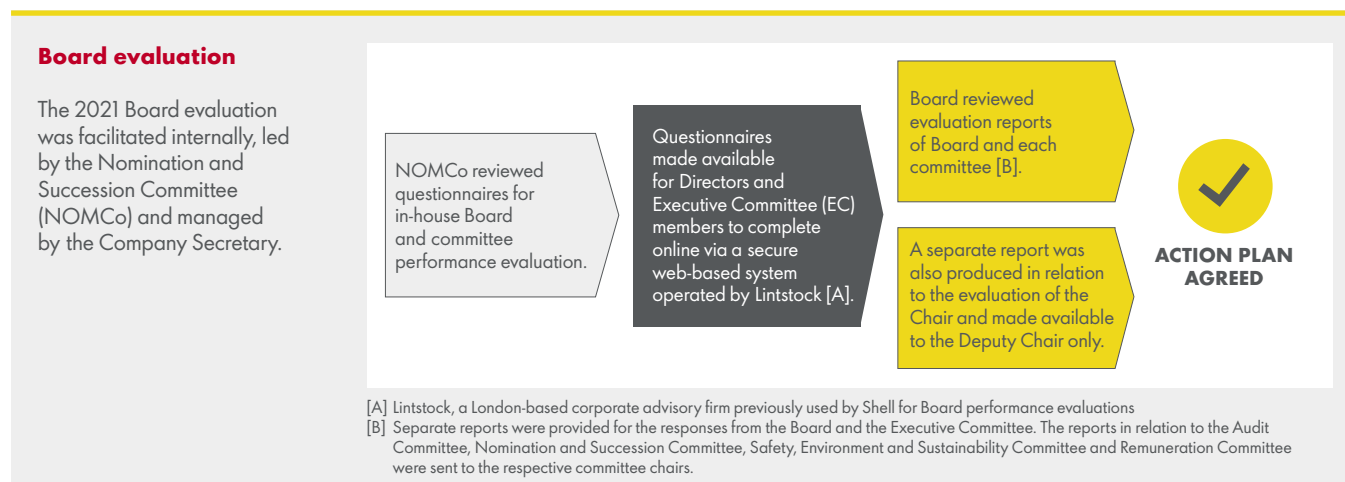 Board evaluation
The 2021 Board evaluation
was facilitated internally, led
by the Nomination and
Succession Committee
(NOMCo) and managed
by the Company Secretary.
NOMCo reviewed
questionnaires for
in-house Board
and committee
performance evaluation.
Questionnaires
made available
for Directors and
Executive Committee (EC)
members to complete
online via a secure
web-based system
operated by Lintstock [A].
Board reviewed
evaluation reports
of Board and each
committee [B].
A separate report was
also produced in relation
to the evaluation of the
Chair and made available
to the Deputy Chair only.
ACTION PLAN
AGREED
[A] Lintstock, a London-based corporate advisory firm previously used by Shell for Board performance evaluations
[B] Separate reports were provided for the responses from the Board and the Executive Committee. The reports in relation to the Audit
Committee, Nomination and Succession Committee, Safety, Environment and Sustainability Committee and Remuneration Committee
were sent to the respective committee chairs.